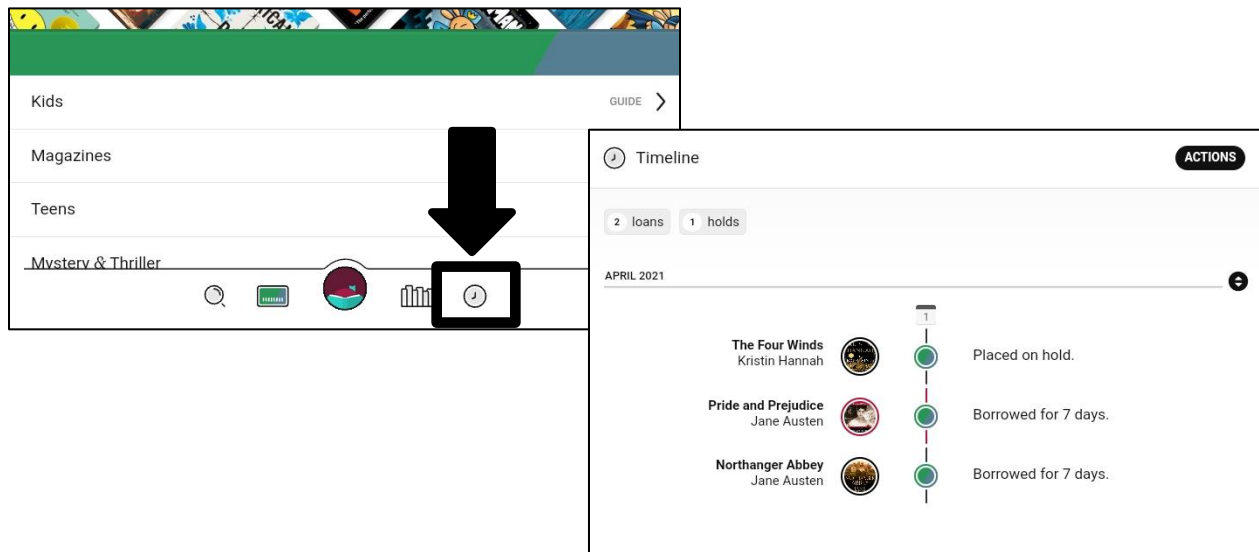 Kids
GUIDE
Magazines
Teens
Mystery & Thriller
Timeline
ACTIONS
2 loans 1 holds
APRIL 2021
1
The Four Winds
Kristin Hannah
Placed on hold.
Pride and Prejudice
Jane Austen
Borrowed for 7 days.
Northanger Abbey
Jane Austen
Borrowed for 7 days.